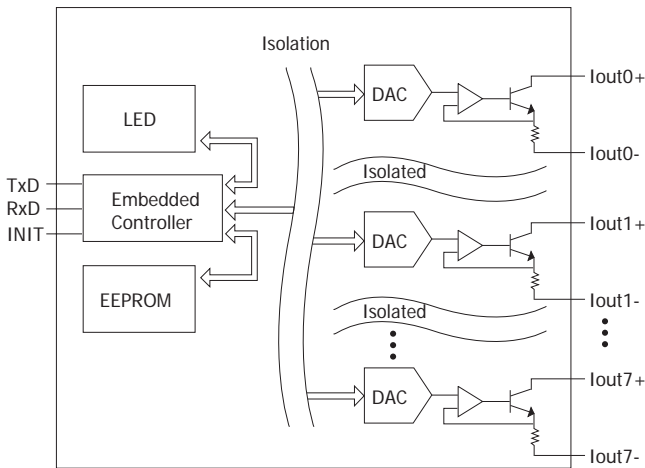 Isolation
LED
DAC
Iout0+
Iout0-
Isolated
TxD
RxD
INIT
Embedded
Controller
DAC
Iout1+
Iout1-
EEPROM
Isolated
DAC
Iout7+
Iout7-